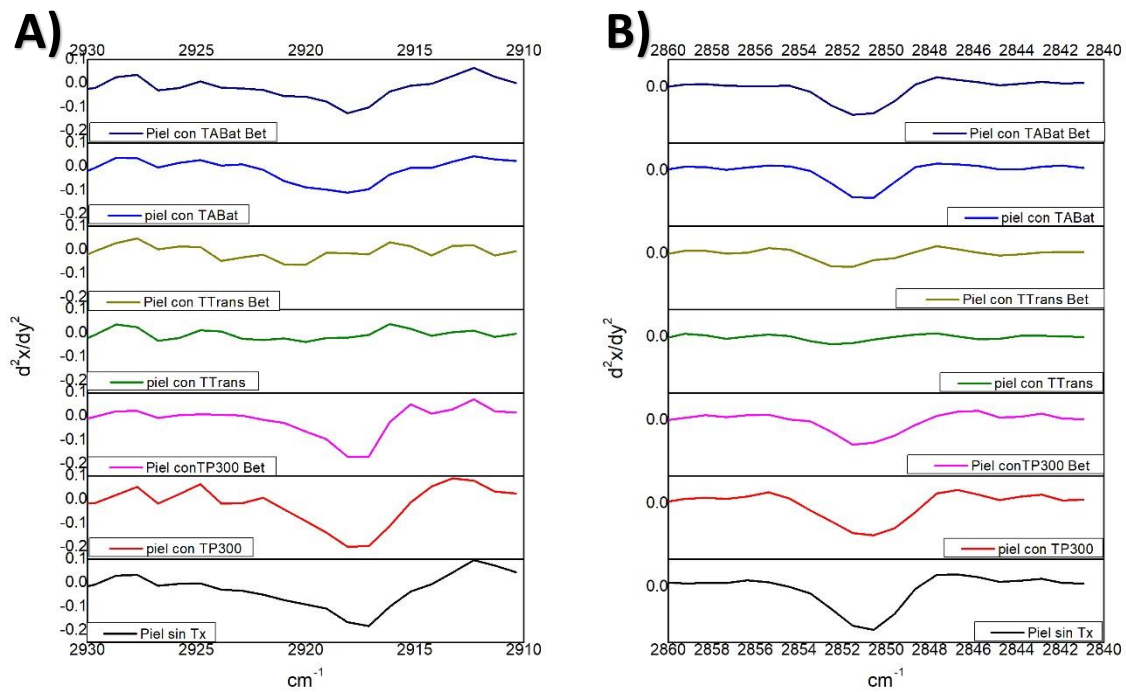 A)
2930 2925 2920 2915 2910
0.1
0.0
-0.1
-0.2
Piel con TABat Bet
0.1
0.0
-0.1
-0.2
piel con TABat
0.1
0.0
-0.1
-0.2
Piel con TTrans Bet
0.1
0.0
-0.1
-0.2
piel con TTrans
0.1
0.0
-0.1
-0.2
Piel conTP300 Bet
0.1
0.0
-0.1
-0.2
piel con TP300
0.1
0.0
-0.1
-0.2
Piel sin Tx
2930 2925 2920 2915 2910
d²x/dy²
cm⁻¹
B)
2860 2858 2856 2854 2852 2850 2848 2846 2844 2842 2840
0.0
Piel con TABat Bet
0.0
piel con TABat
0.0
Piel con TTrans Bet
0.0
piel con TTrans
0.0
Piel conTP300 Bet
0.0
piel con TP300
0.0
Piel sin Tx
2860 2858 2856 2854 2852 2850 2848 2846 2844 2842 2840
d²x/dy²
cm⁻¹